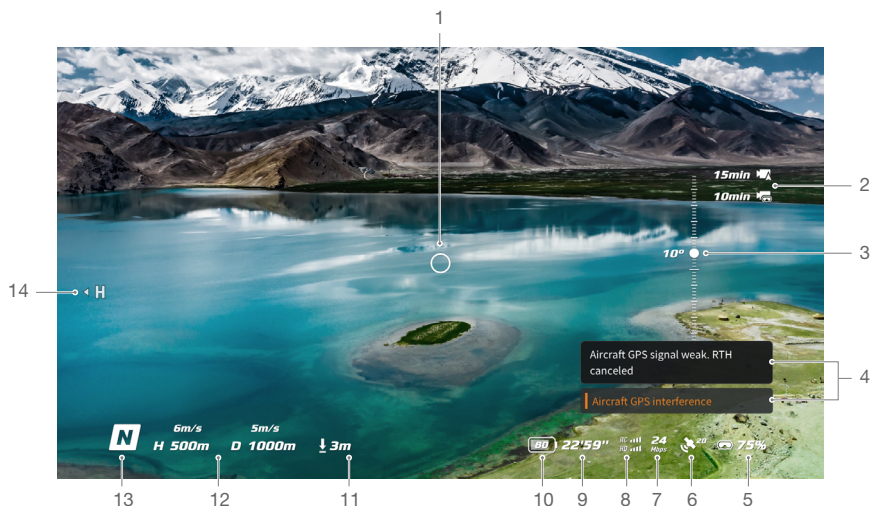 1
15min
2
10min
10°
3
14
H
Aircraft GPS signal weak. RTH
canceled
4
Aircraft GPS interference
N
6m/s 5m/s
H 500m D 1000m
3m
80 22'59"
RC
HD
24
Mbps
20
75%
13 12 11 10 9 8 7 6 5